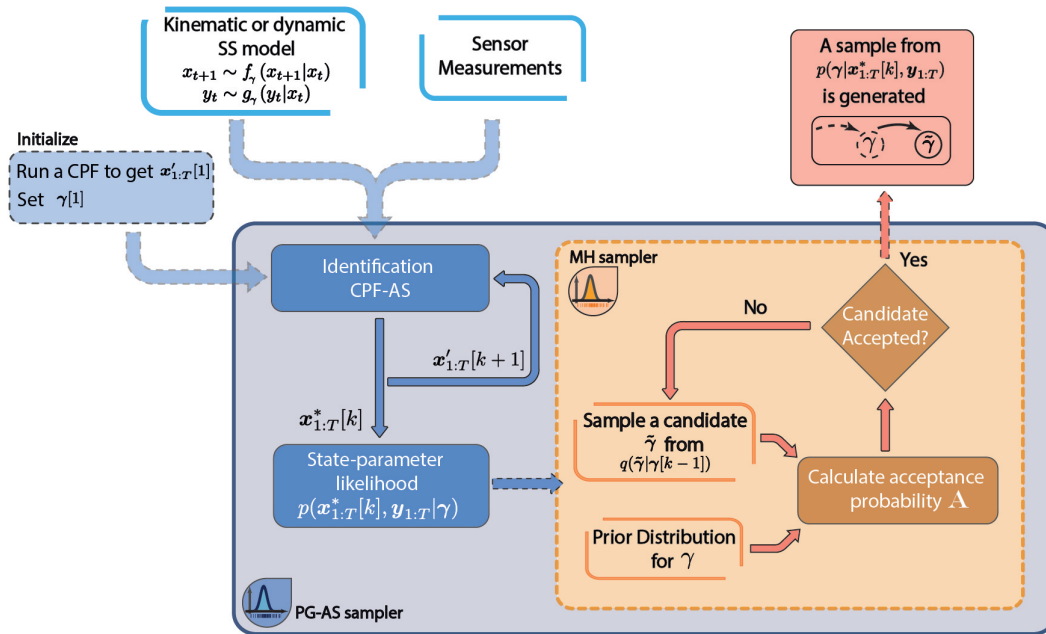 Kinematic or dynamic
SS model
x_{t+1} ∼ f_γ(x_{t+1}|x_t)
y_t ∼ g_γ(y_t|x_t)
Sensor
Measurements
A sample from
p(γ|x*_{1:T}[k], y_{1:T})
is generated
γ
γ̃
Initialize
Run a CPF to get x′_{1:T}[1]
Set γ[1]
Identification
CPF-AS
x′_{1:T}[k + 1]
x*_{1:T}[k]
State-parameter
likelihood
p(x*_{1:T}[k], y_{1:T}|γ)
MH sampler
Yes
No
Candidate
Accepted?
Sample a candidate
γ̃ from
q(γ̃|γ[k − 1])
Calculate acceptance
probability A
Prior Distribution
for γ
PG-AS sampler